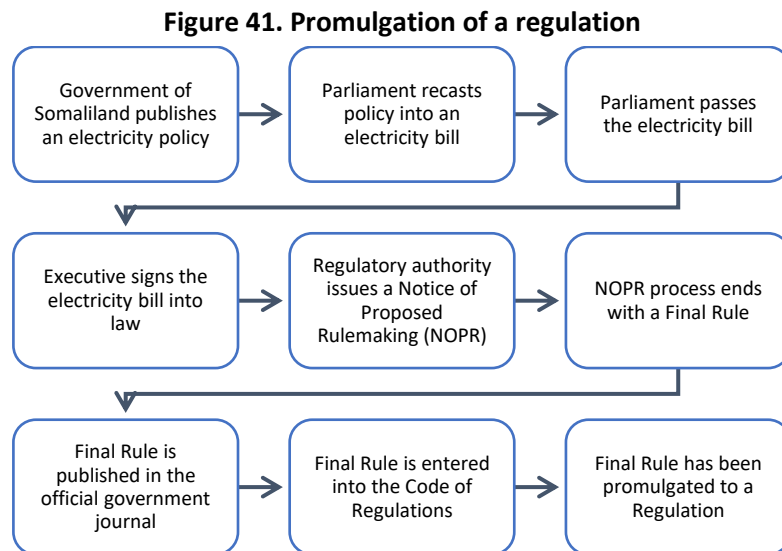 Figure 41. Promulgation of a regulation
Government of
Somaliland publishes
an electricity policy
Parliament recasts
policy into an
electricity bill
Parliament passes
the electricity bill
Executive signs the
electricity bill into
law
Regulatory authority
issues a Notice of
Proposed
Rulemaking (NOPR)
NOPR process ends
with a Final Rule
Final Rule is
published in the
official government
journal
Final Rule is entered
into the Code of
Regulations
Final Rule has been
promulgated to a
Regulation